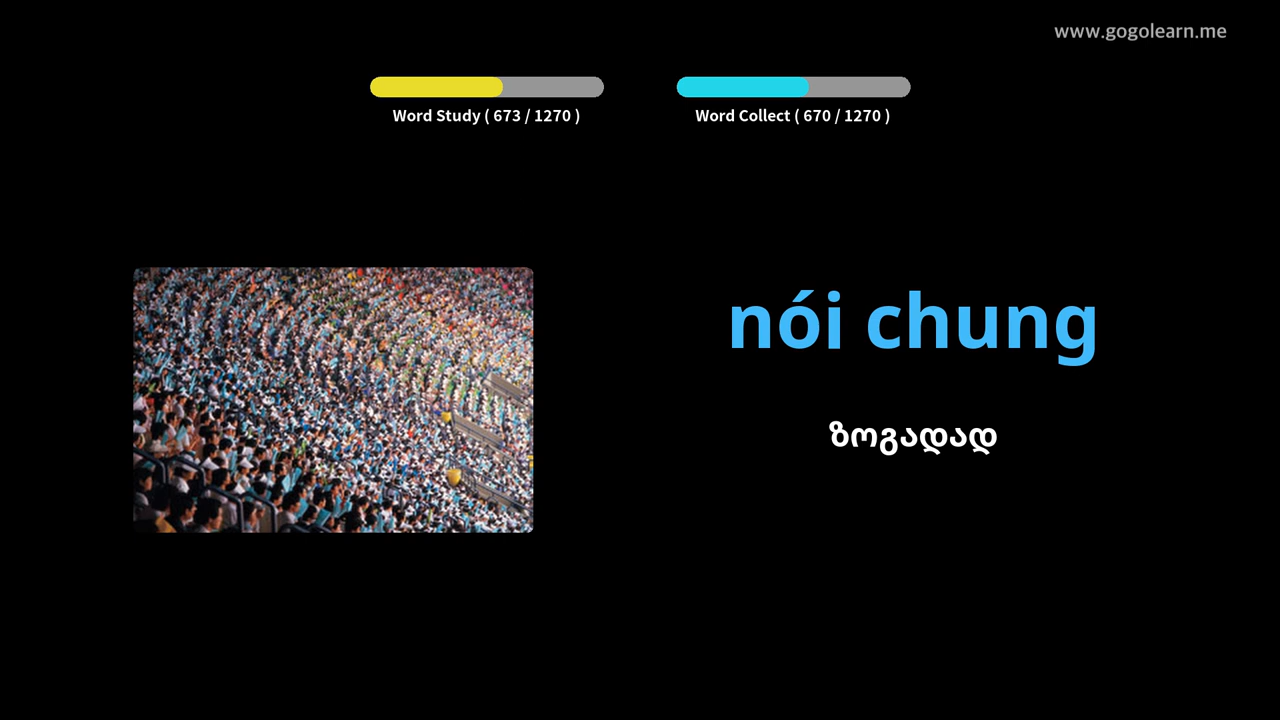 www.gogolearn.me
Word Study ( 673 / 1270 )
Word Collect ( 670 / 1270 )
nói chung
ზოგადად